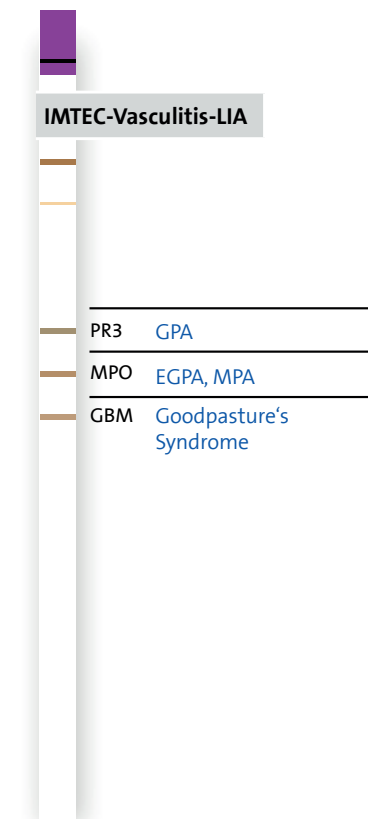 IMTEC-Vasculitis-LIA
PR3 GPA
MPO EGPA, MPA
GBM Goodpasture‘s
Syndrome